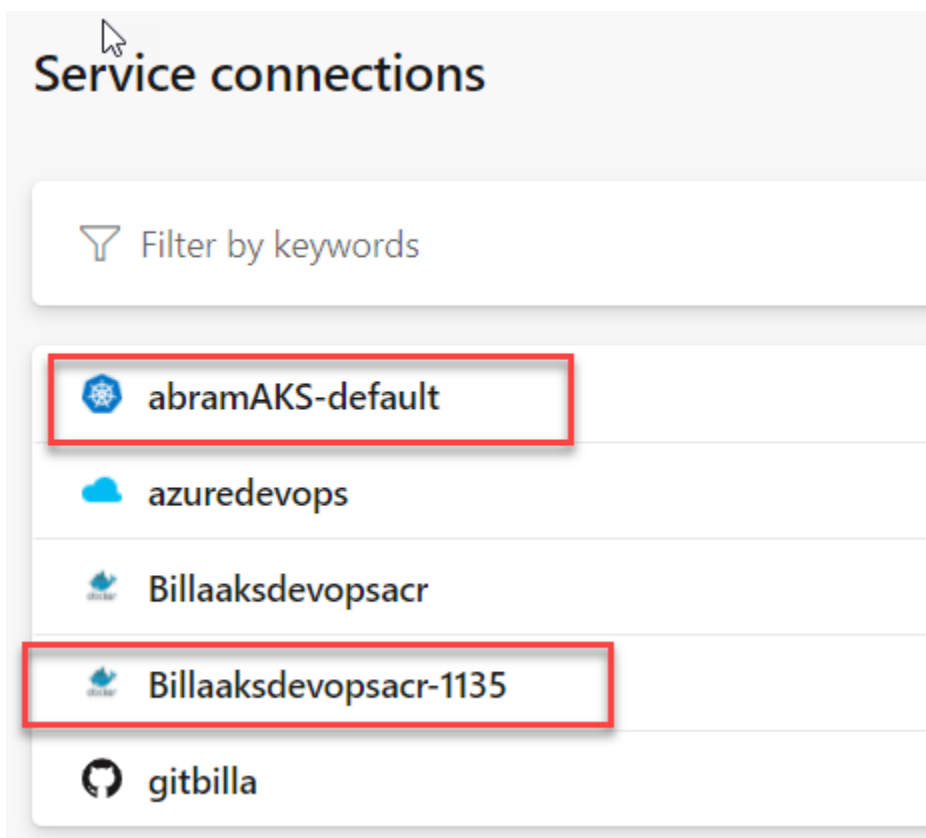 Service connections
Filter by keywords
abramAKS-default
azuredevops
Billaaksdevopsacr
Billaaksdevopsacr-1135
gitbilla